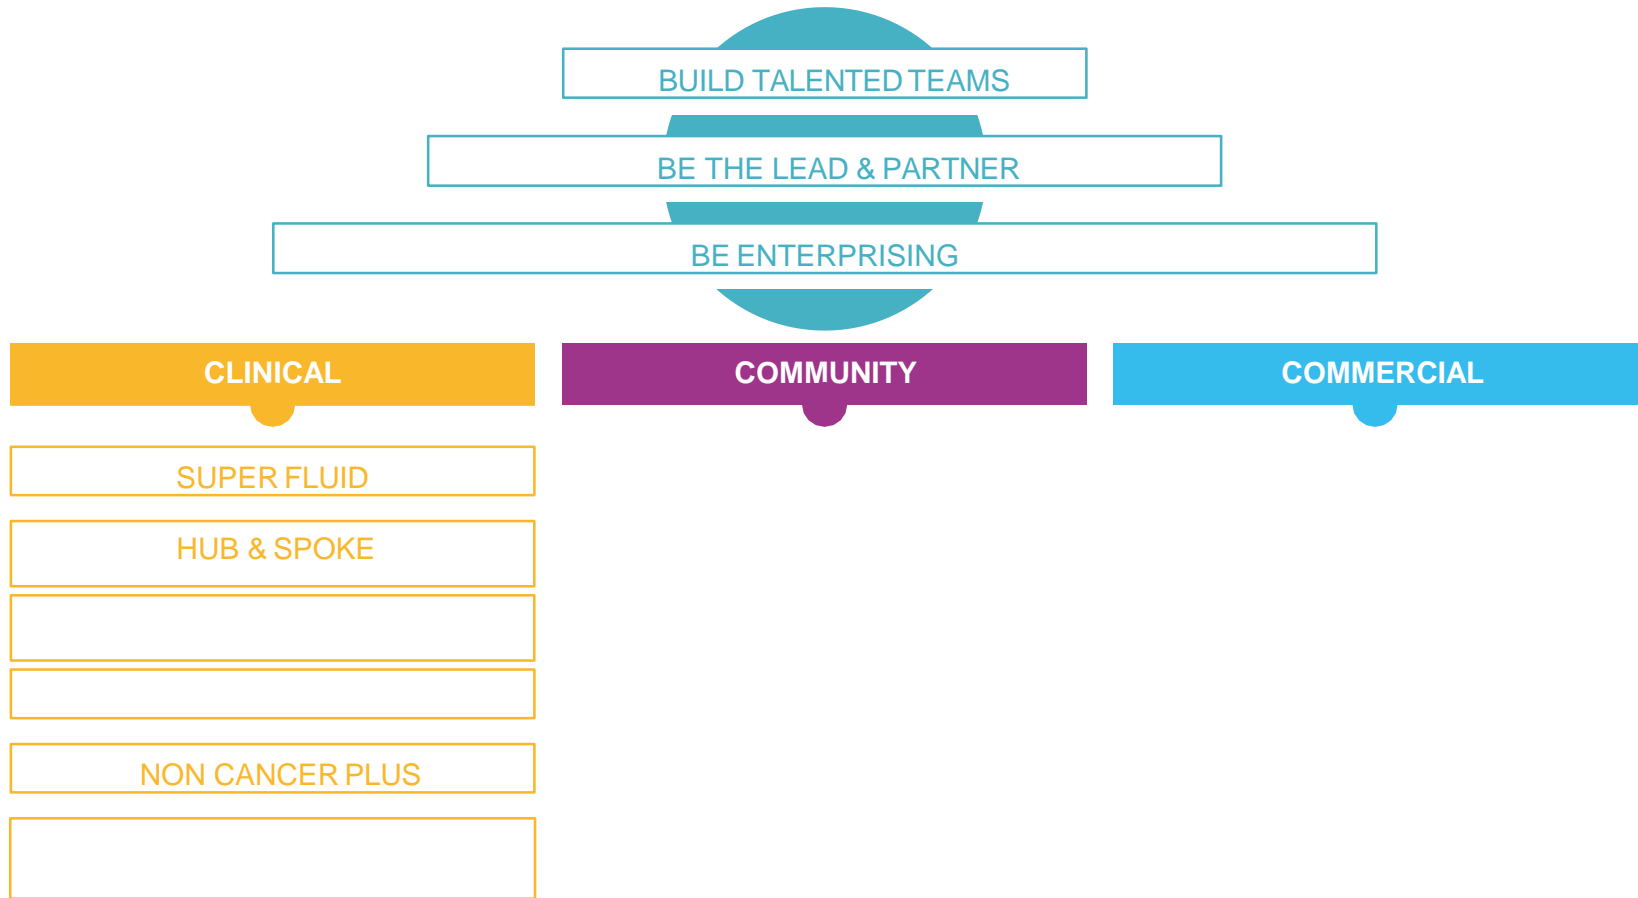 BUILD TALENTED TEAMS
BE THE LEAD & PARTNER
BE ENTERPRISING
CLINICAL
COMMUNITY
COMMERCIAL
SUPER FLUID
HUB & SPOKE
NON CANCER PLUS